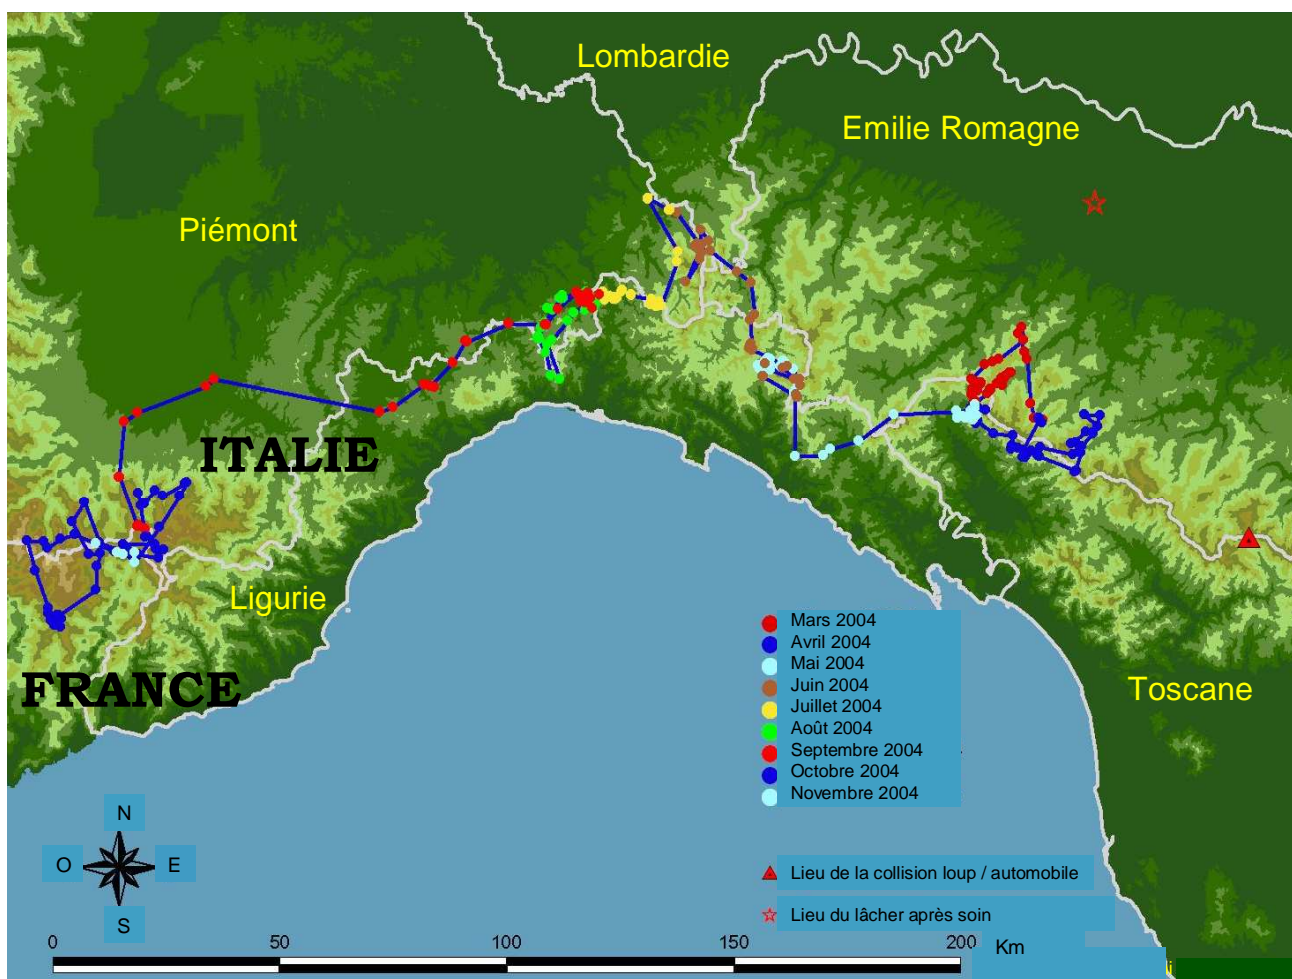 Lombardie
Emilie Romagne
Piémont
ITALIE
Ligurie
FRANCE
Toscane
Mars 2004
Avril 2004
Mai 2004
Juin 2004
Juillet 2004
Août 2004
Septembre 2004
Octobre 2004
Novembre 2004
Lieu de la collision loup / automobile
Lieu du lâcher après soin
N
O E
S
0 50 100 150 200 Km